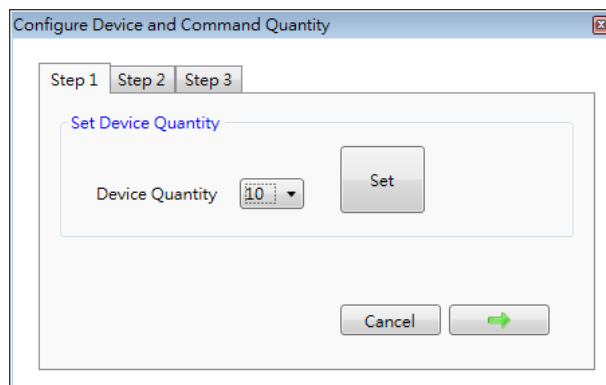 Configure Device and Command Quantity
Step 1 Step 2 Step 3
Set Device Quantity
Device Quantity 10 Set
Cancel